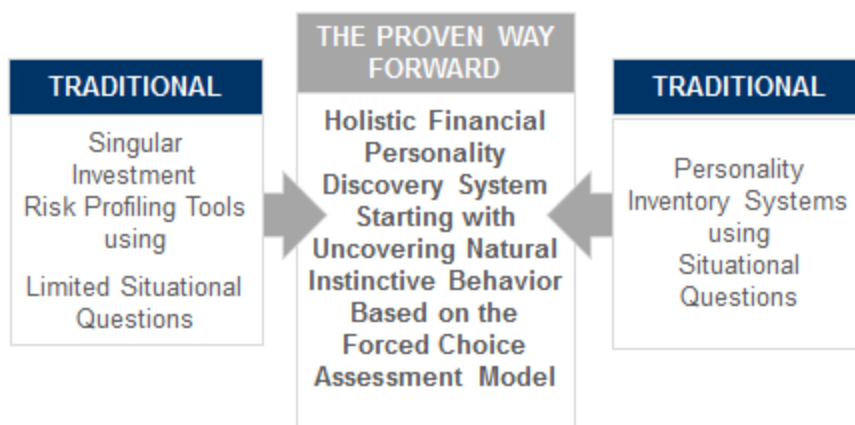 TRADITIONAL
Singular
Investment
Risk Profiling Tools
using
Limited Situational
Questions
THE PROVEN WAY
FORWARD
Holistic Financial
Personality
Discovery System
Starting with
Uncovering Natural
Instinctive Behavior
Based on the
Forced Choice
Assessment Model
TRADITIONAL
Personality
Inventory Systems
using
Situational
Questions